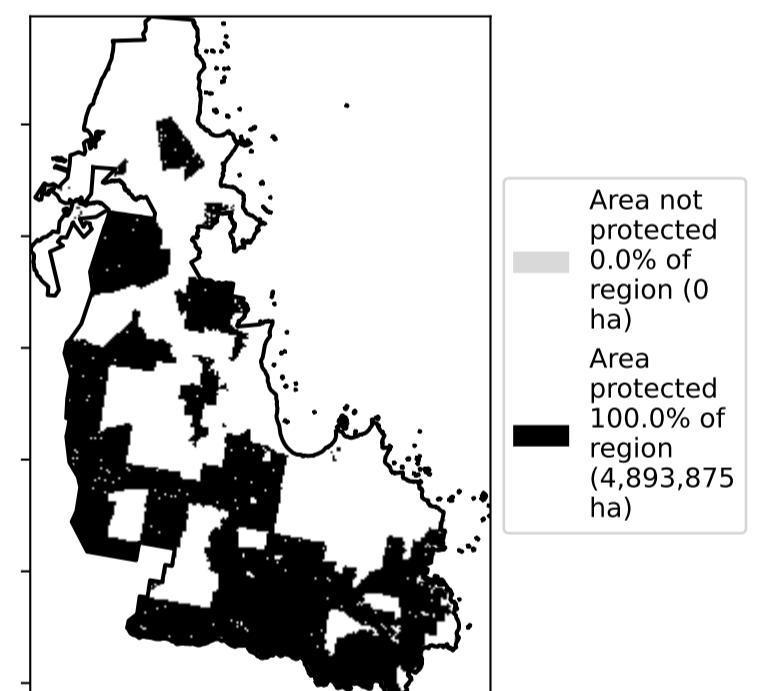 Area not
protected
0.0% of
region (0
ha)
Area
protected
100.0% of
region
(4,893,875
ha)